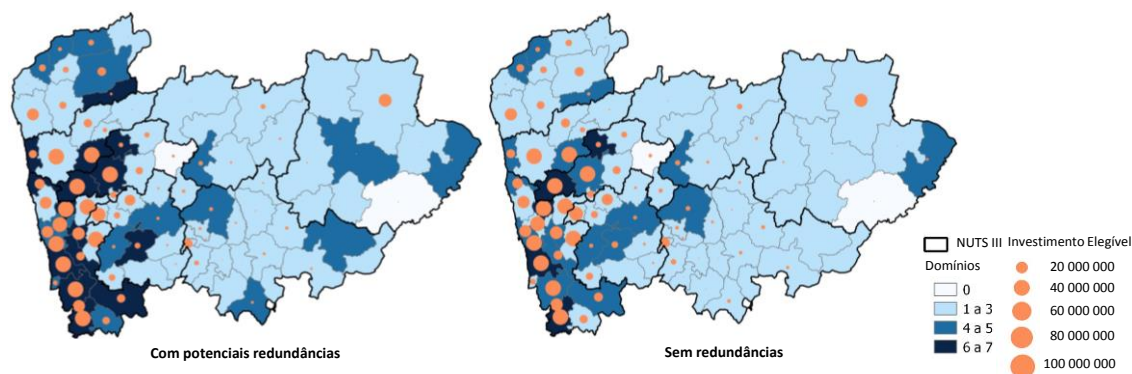 NUTS III
Investimento Elegível
Domínios
0
1 a 3
4 a 5
6 a 7
20 000 000
40 000 000
60 000 000
80 000 000
100 000 000
Com potenciais redundâncias
Sem redundâncias